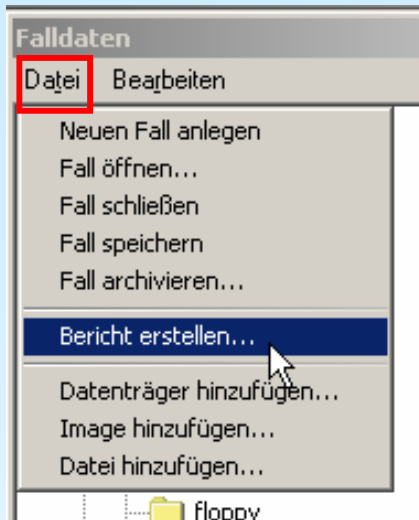 Falldaten
Datei Bearbeiten
Neuen Fall anlegen
Fall öffnen...
Fall schließen
Fall speichern
Fall archivieren...
Bericht erstellen...
Datenträger hinzufügen...
Image hinzufügen...
Datei hinzufügen...
floppy